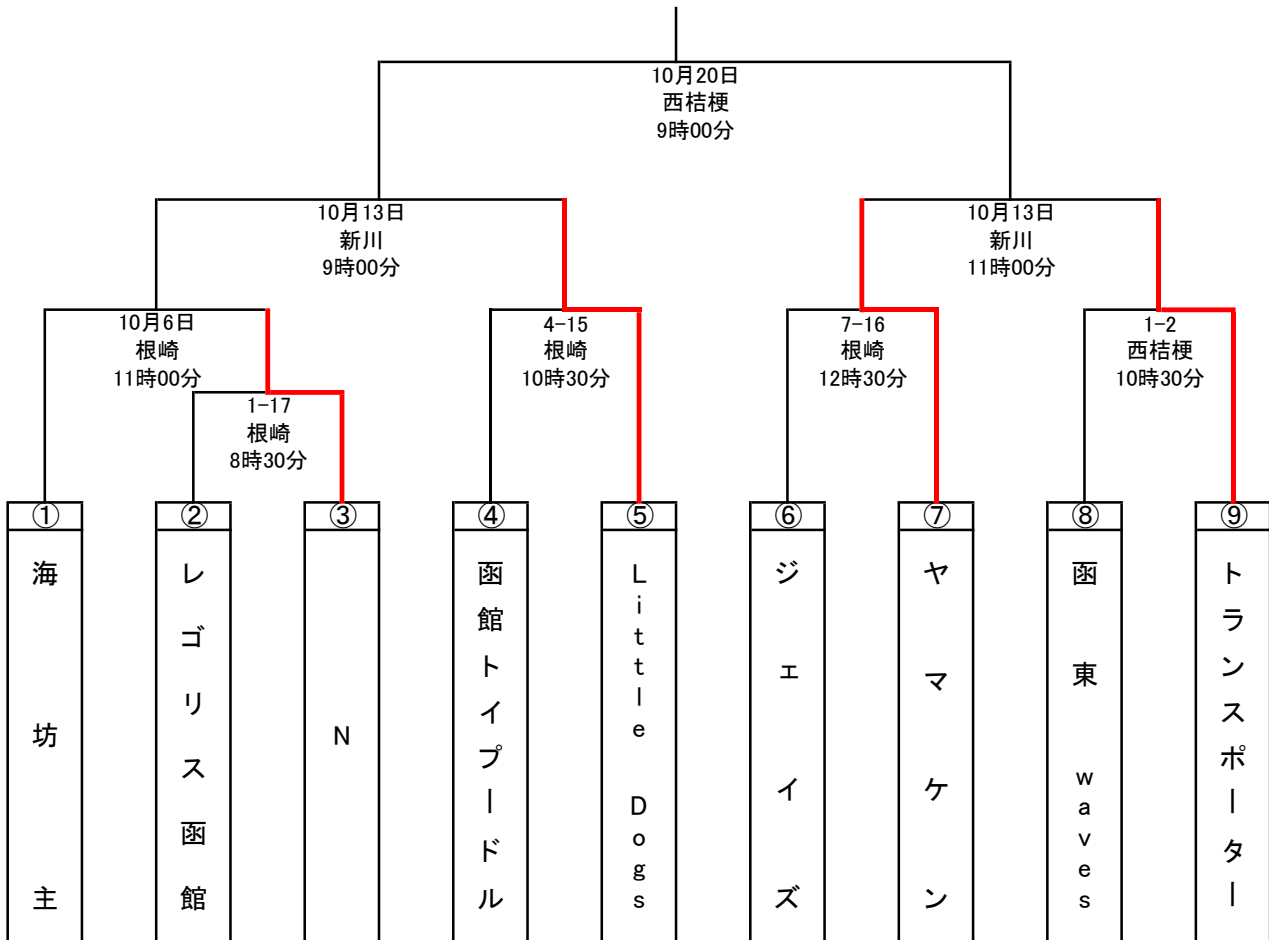 10月20日
西桔梗
9時00分
10月13日
新川
9時00分
10月13日
新川
11時00分
10月6日
根崎
11時00分
4-15
根崎
10時30分
7-16
根崎
12時30分
1-2
西桔梗
10時30分
1-17
根崎
8時30分
①
②
③
④
⑤
⑥
⑦
⑧
⑨
海坊主
レゴリス函館
N
函館トイプードル
Little Dogs
ジェイズ
ヤマケン
函東 waves
トランスポーター